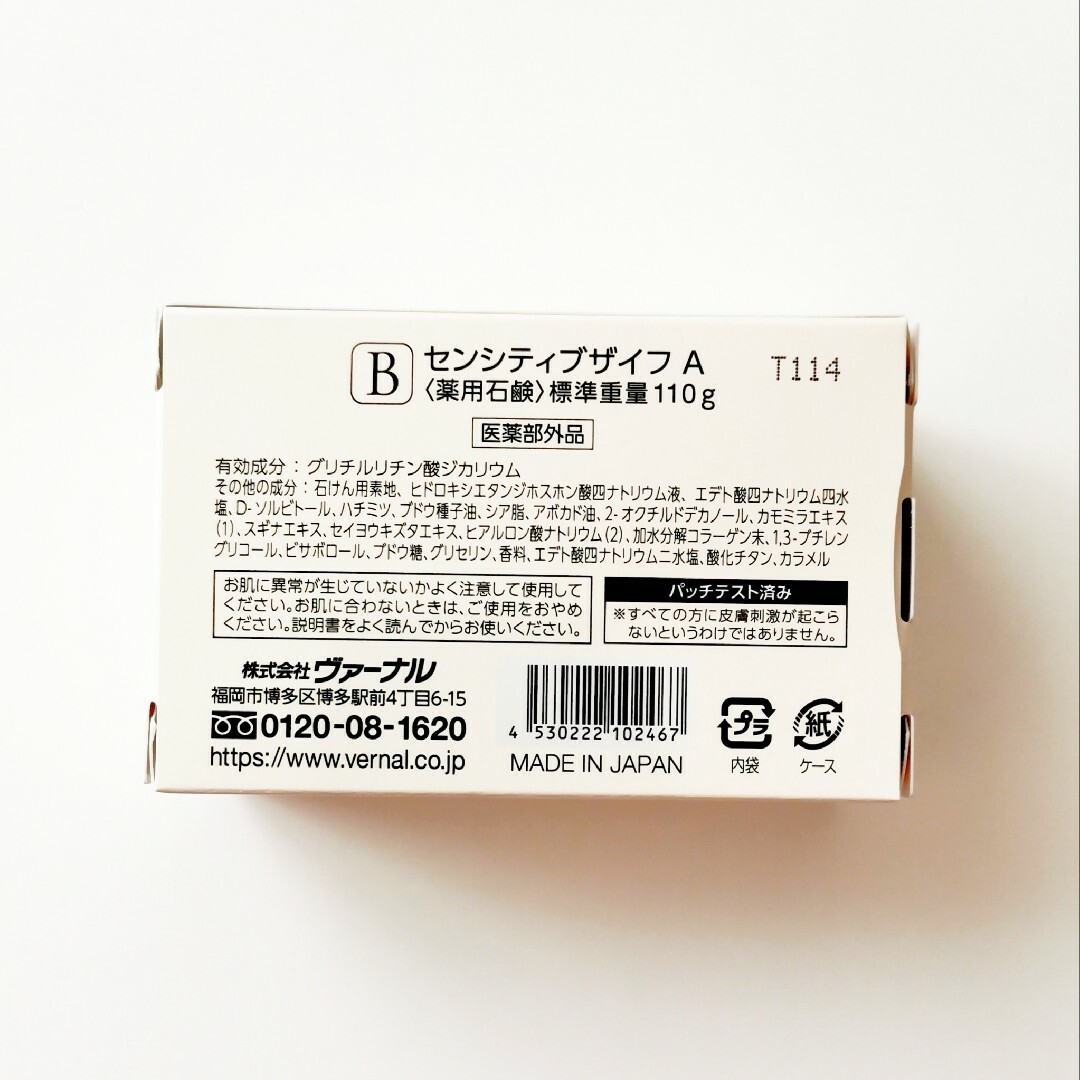 B センシティブザイフ A
〈薬用石鹸〉標準重量110g
T114
医薬部外品
有効成分：グリチルリチン酸ジカリウム
その他の成分：石けん用素地、ヒドロキシエタンジホスホン酸四ナトリウム液、エデト酸四ナトリウム四水
塩、D-ソルビトール、ハチミツ、ブドウ種子油、シア脂、アボカド油、2-オクチルドデカノール、カモミラエキス
(1)、スギナエキス、セイヨウキズタエキス、ヒアルロン酸ナトリウム(2)、加水分解コラーゲン末、1,3-ブチレン
グリコール、ビサボロール、ブドウ糖、グリセリン、香料、エデト酸四ナトリウム二水塩、酸化チタン、カラメル
お肌に異常が生じていないかよく注意して使用して
ください。お肌に合わないときは、ご使用をおやめ
ください。説明書をよく読んでからお使いください。
パッチテスト済み
※すべての方に皮膚刺激が起こら
ないというわけではありません。
株式会社ヴァーナル
福岡市博多区博多駅前4丁目6-15
0120-08-1620
https://www.vernal.co.jp
4 530222 102467
MADE IN JAPAN
プラ
内袋
紙
ケース